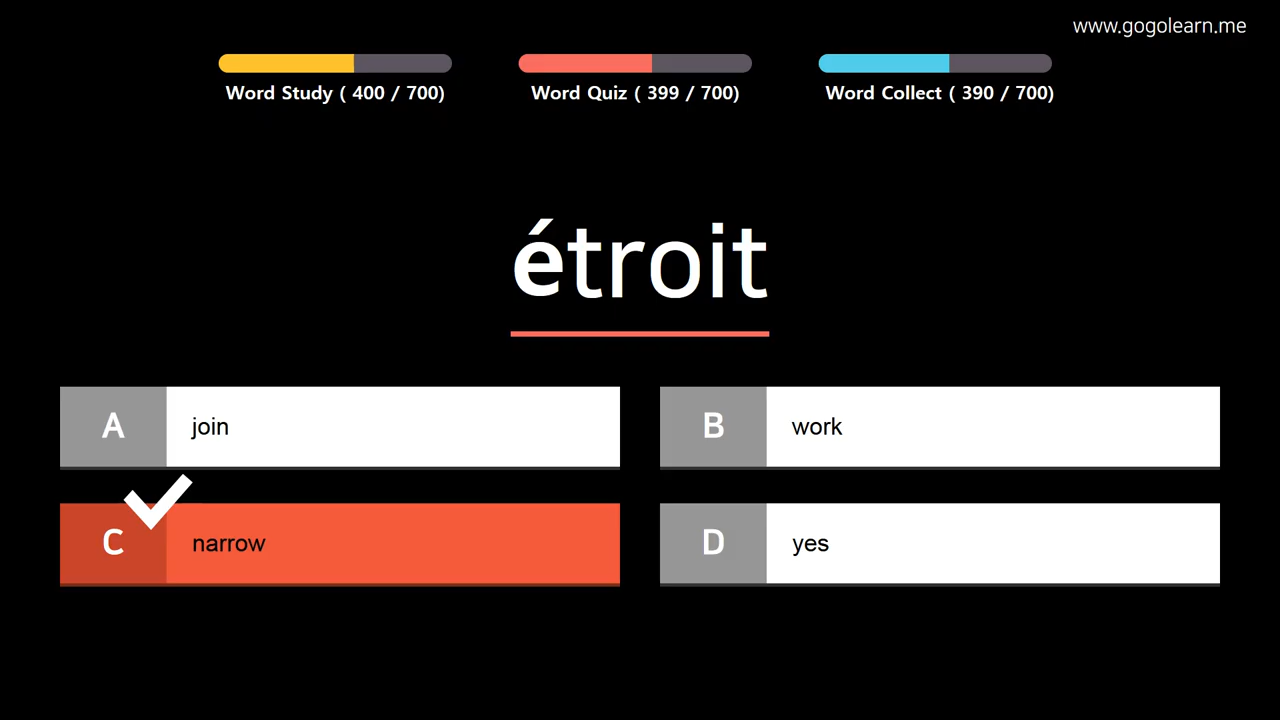 www.gogolearn.me
Word Study ( 400 / 700)
Word Quiz ( 399 / 700)
Word Collect ( 390 / 700)
étroit
A join
B work
C narrow
D yes